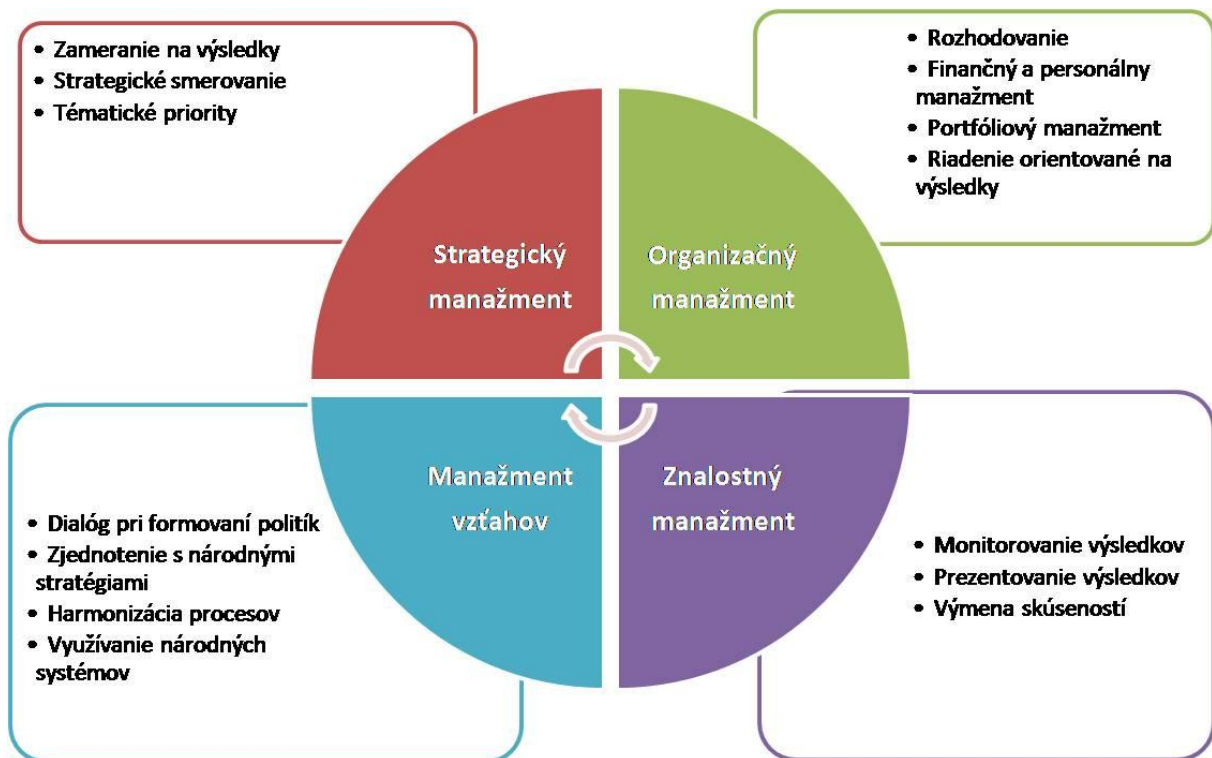 • Zameranie na výsledky
• Strategické smerovanie
• Tématické priority
• Rozhodovanie
• Finančný a personálny
manažment
• Portfóliový manažment
• Riadenie orientované na
výsledky
Strategický
manažment
Organizačný
manažment
Manažment
vzťahov
Znalostný
manažment
• Dialóg pri formovaní politík
• Zjednotenie s národnými
stratégiami
• Harmonizácia procesov
• Využívanie národných
systémov
• Monitorovanie výsledkov
• Prezentovanie výsledkov
• Výmena skúseností